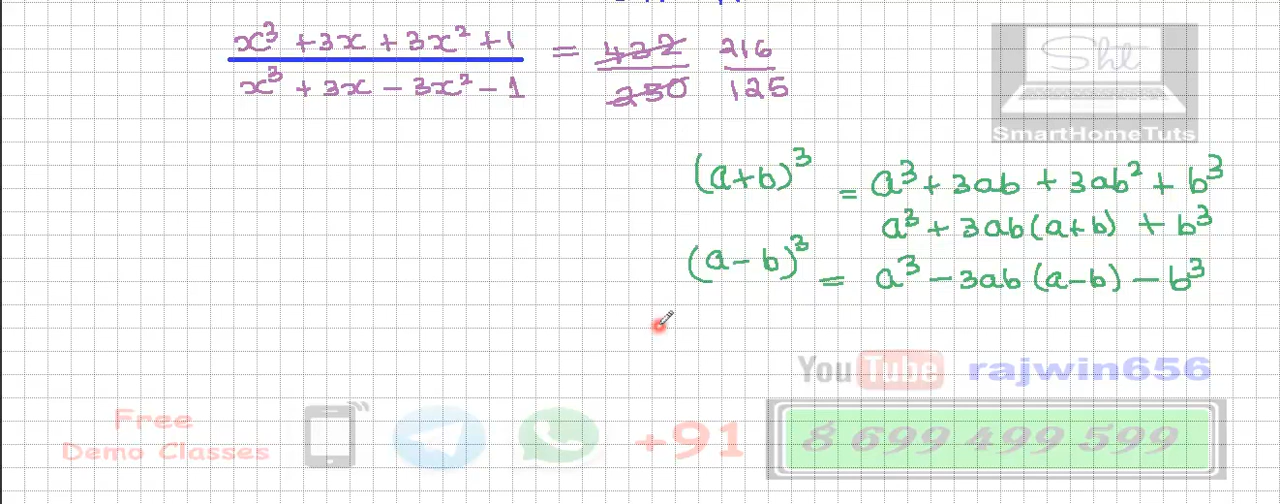 x³ + 3x + 3x² + 1 = 432 216
x³ + 3x - 3x² - 1 250 125
Sht
SmartHomeTuts
(a+b)³ = a³ + 3ab + 3ab² + b³
a³ + 3ab(a+b) + b³
(a-b)³ = a³ - 3ab(a-b) - b³
YouTube rajwin656
Free
Demo Classes
+91 8 699 499 599